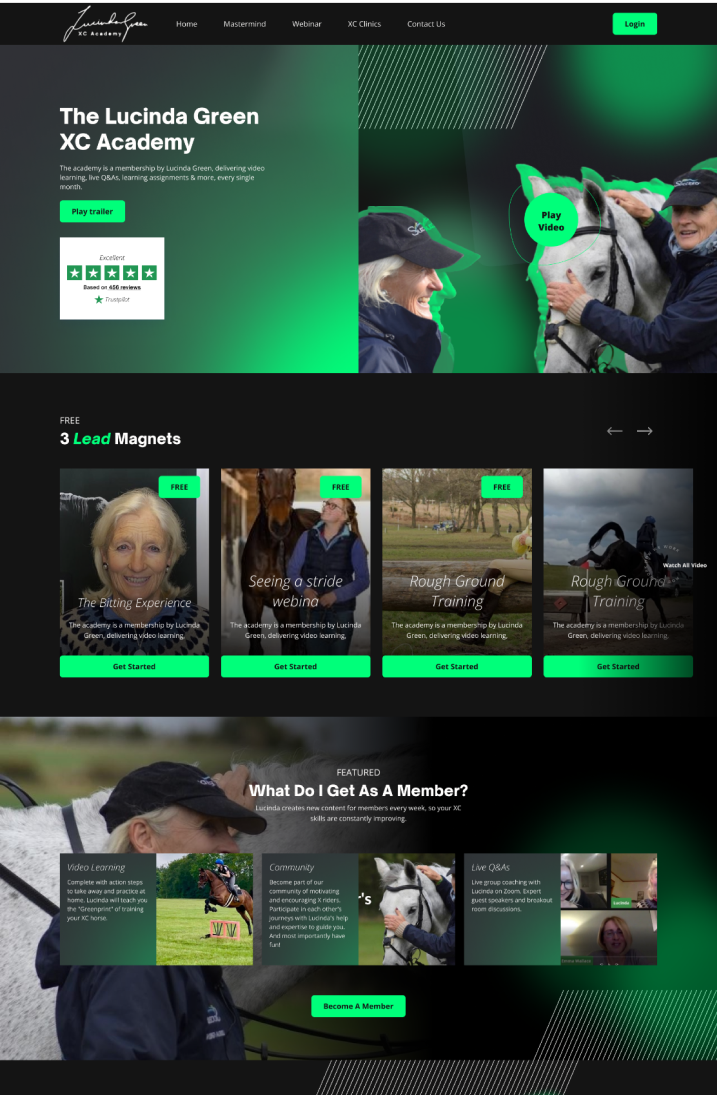 Lucinda Green
XC Academy
Home
Mastermind
Webinar
XC Clinics
Contact Us
Login
The Lucinda Green
XC Academy
The academy is a membership by Lucinda Green, delivering video
learning, live Q&As, learning assignments & more, every single
month.
Play trailer
Excellent
Based on 456 reviews
Trustpilot
Play
Video
FREE
3 Lead Magnets
FREE
The Bitting Experience
The academy is a membership by Lucinda
Green, delivering video learning,
Get Started
FREE
Seeing a stride
webina
The academy is a membership by Lucinda
Green, delivering video learning,
Get Started
FREE
Rough Ground
Training
The academy is a membership by Lucinda
Green, delivering video learning,
Get Started
Rough Ground
Training
The academy is a membership by Lucinda
Green, delivering video learning,
Get Started
Watch All Video
FEATURED
What Do I Get As A Member?
Lucinda creates new content for members every week, so your XC
skills are constantly improving.
Video Learning
Complete with action steps
to take away and practice at
home. Lucinda will teach you
the "Greenprint" of training
your XC horse.
Community
Become part of our
community of motivating
and encouraging X riders.
Participate in each other's
journeys with Lucinda's help
and expertise to guide you.
And most importantly have
fun!
r's
Live Q&As
Live group coaching with
Lucinda on Zoom. Expert
guest speakers and breakout
room discussions.
Lucinda
Become A Member